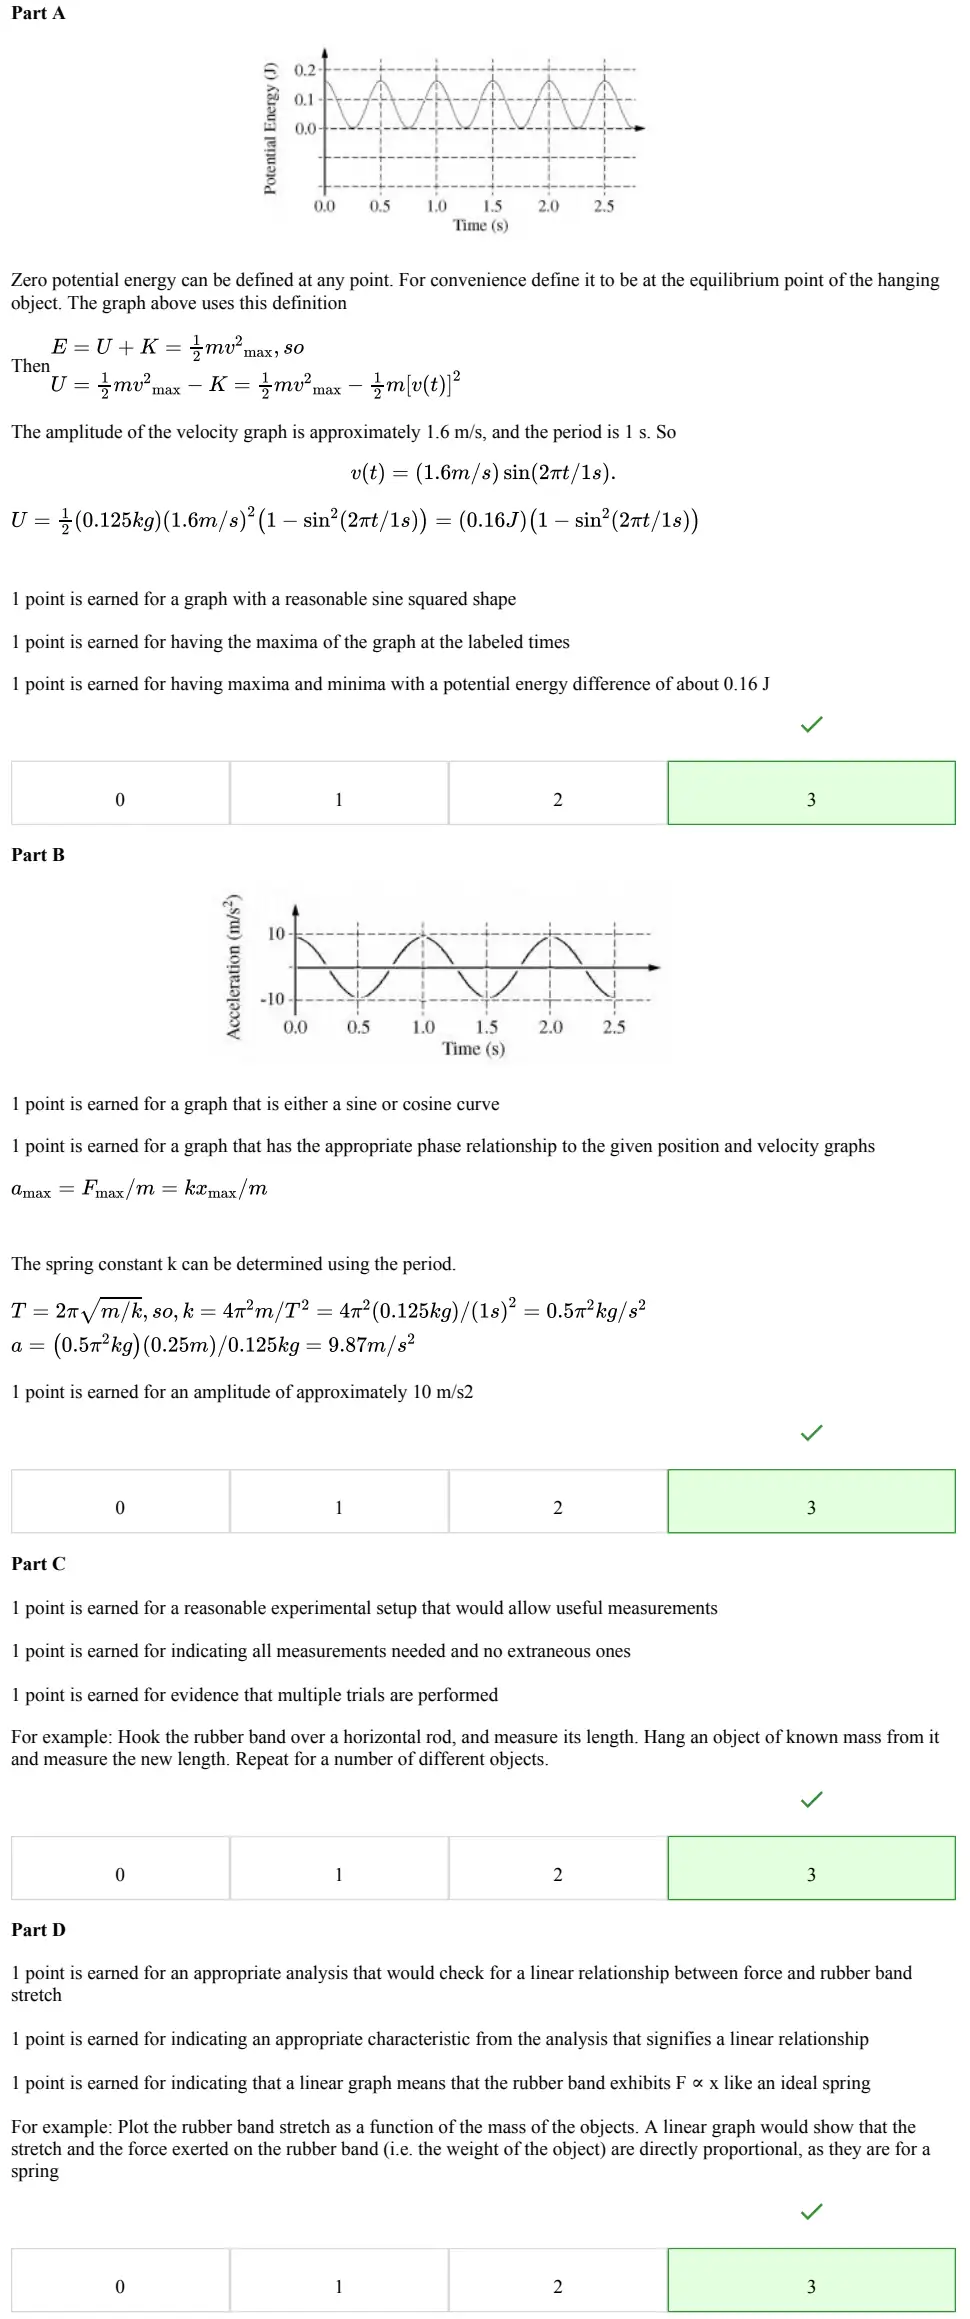 Part A
Potential Energy (J)
0.2
0.1
0.0
0.0 0.5 1.0 1.5 2.0 2.5
Time (s)
Zero potential energy can be defined at any point. For convenience define it to be at the equilibrium point of the hanging
object. The graph above uses this definition
Then E = U + K = ½mv²max, so
U = ½mv²max − K = ½mv²max − ½m[v(t)]²
The amplitude of the velocity graph is approximately 1.6 m/s, and the period is 1 s. So
v(t) = (1.6m/s) sin(2πt/1s).
U = ½(0.125kg)(1.6m/s)²(1 − sin²(2πt/1s)) = (0.16J)(1 − sin²(2πt/1s))
1 point is earned for a graph with a reasonable sine squared shape
1 point is earned for having the maxima of the graph at the labeled times
1 point is earned for having maxima and minima with a potential energy difference of about 0.16 J
0 1 2 3
Part B
Acceleration (m/s²)
10
-10
0.0 0.5 1.0 1.5 2.0 2.5
Time (s)
1 point is earned for a graph that is either a sine or cosine curve
1 point is earned for a graph that has the appropriate phase relationship to the given position and velocity graphs
amax = Fmax/m = kxmax/m
The spring constant k can be determined using the period.
T = 2π√m/k, so, k = 4π²m/T² = 4π²(0.125kg)/(1s)² = 0.5π²kg/s²
a = (0.5π²kg)(0.25m)/0.125kg = 9.87m/s²
1 point is earned for an amplitude of approximately 10 m/s2
0 1 2 3
Part C
1 point is earned for a reasonable experimental setup that would allow useful measurements
1 point is earned for indicating all measurements needed and no extraneous ones
1 point is earned for evidence that multiple trials are performed
For example: Hook the rubber band over a horizontal rod, and measure its length. Hang an object of known mass from it
and measure the new length. Repeat for a number of different objects.
0 1 2 3
Part D
1 point is earned for an appropriate analysis that would check for a linear relationship between force and rubber band
stretch
1 point is earned for indicating an appropriate characteristic from the analysis that signifies a linear relationship
1 point is earned for indicating that a linear graph means that the rubber band exhibits F ∝ x like an ideal spring
For example: Plot the rubber band stretch as a function of the mass of the objects. A linear graph would show that the
stretch and the force exerted on the rubber band (i.e. the weight of the object) are directly proportional, as they are for a
spring
0 1 2 3